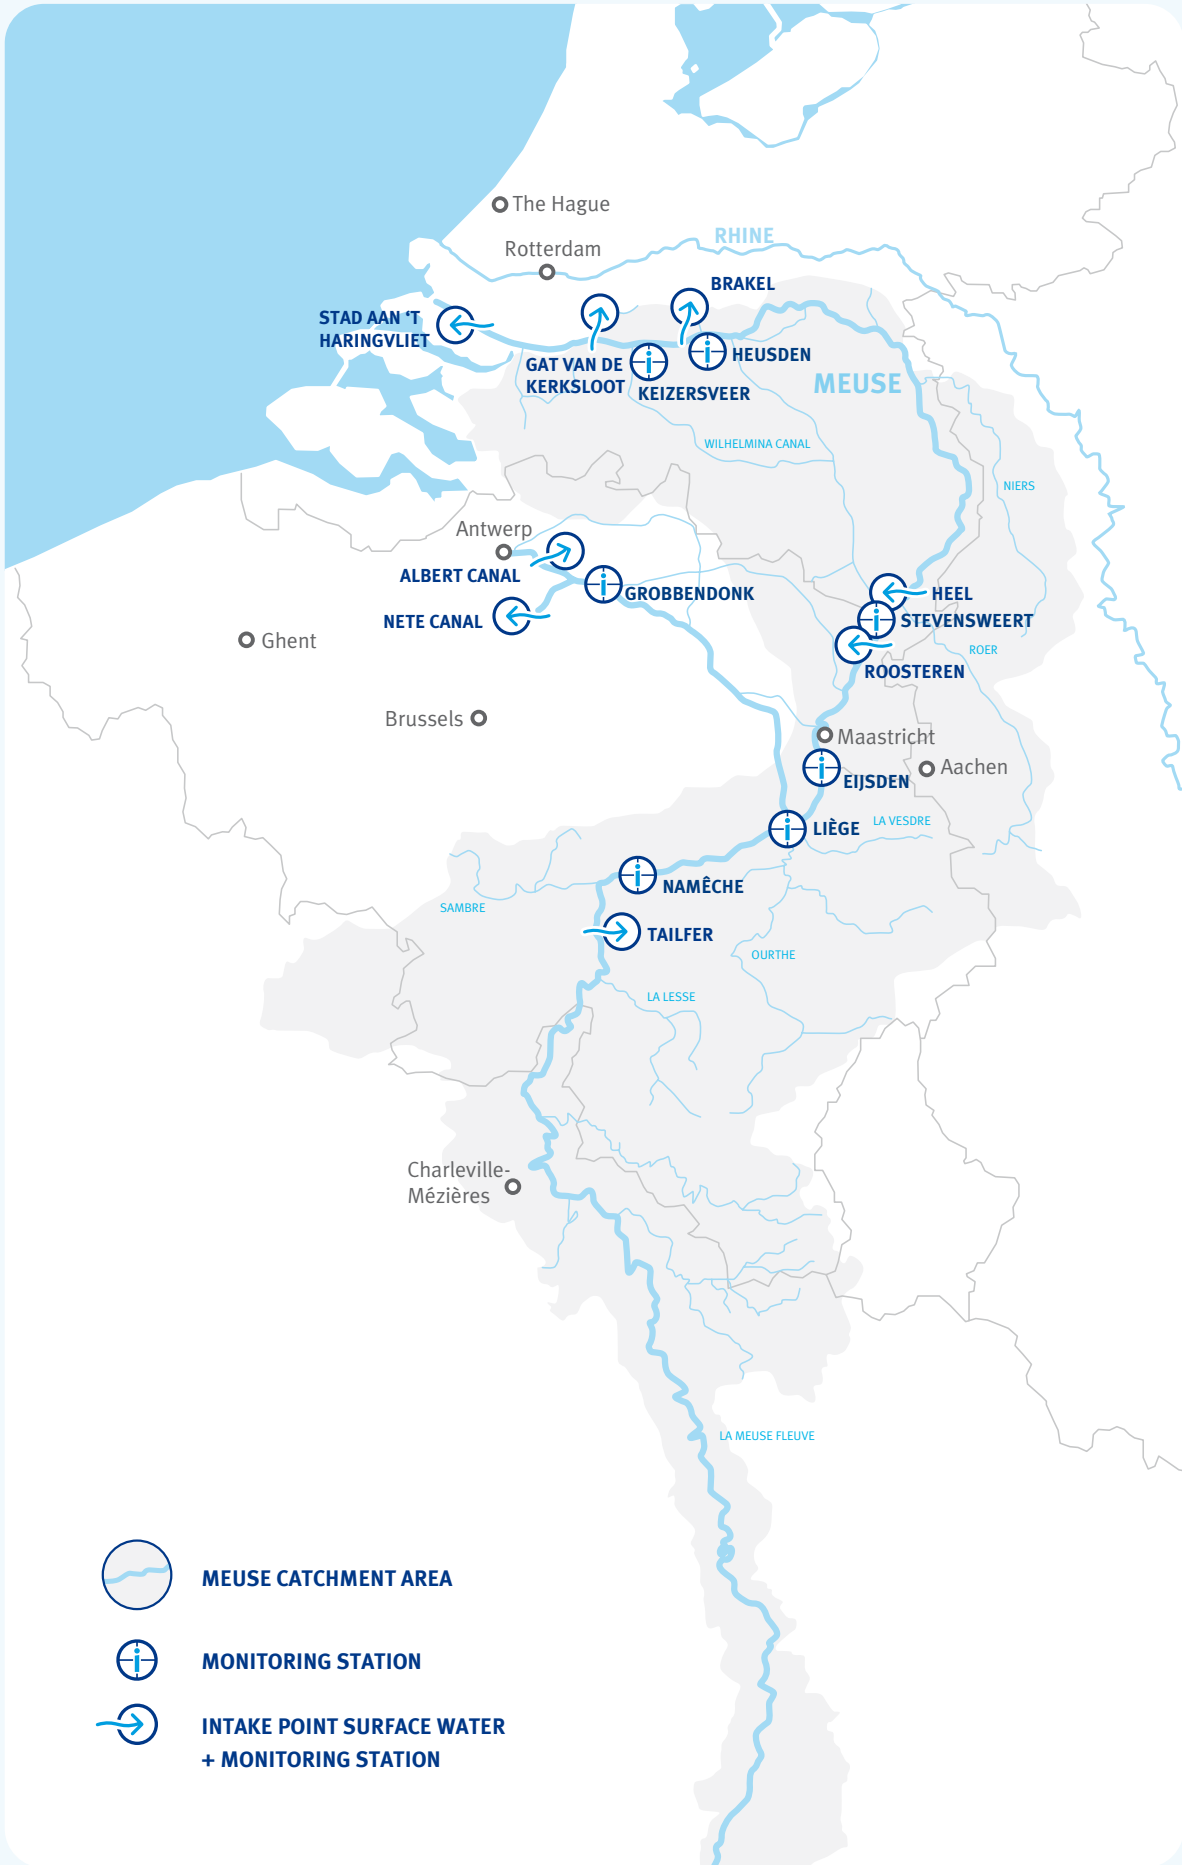 The Hague
RHINE
Rotterdam
BRAKEL
STAD AAN ‘T
HARINGVLIET
GAT VAN DE
KERKSLOOT
HEUSDEN
KEIZERSVEER
MEUSE
WILHELMINA CANAL
NIERS
Antwerp
ALBERT CANAL
GROBBENDONK
HEEL
NETE CANAL
STEVENSWEERT
Ghent
ROER
ROOSTEREN
Brussels
Maastricht
Aachen
EIJSDEN
LIÈGE
LA VESDRE
NAMÊCHE
SAMBRE
TAILFER
OURTHE
LA LESSE
Charleville-
Mézières
LA MEUSE FLEUVE
MEUSE CATCHMENT AREA
MONITORING STATION
INTAKE POINT SURFACE WATER
+ MONITORING STATION